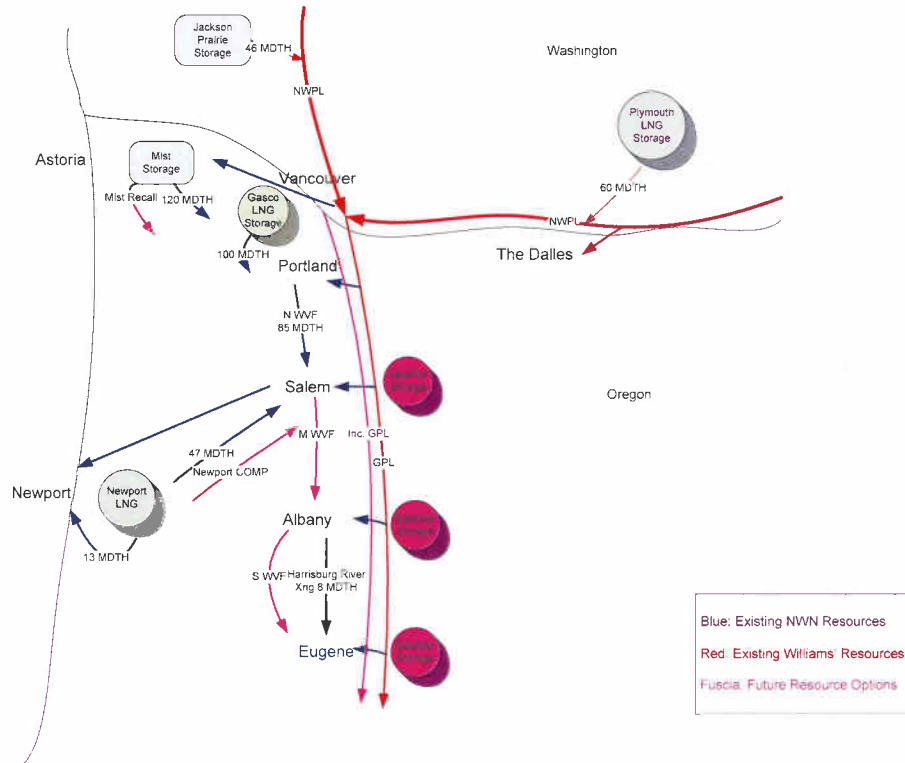 Jackson
Prairie
Storage
46 MDTH
Washington
NWPL
Plymouth
LNG
Storage
Astoria
Mist
Storage
Vancouver
Mist Recall
120 MDTH
Gasco
LNG
Storage
60 MDTH
NWPL
100 MDTH
Portland
The Dalles
N WVF
85 MDTH
Salem
Oregon
M WVF
Inc. GPL
GPL
47 MDTH
Newport COMP
Newport
Newport
LNG
Albany
13 MDTH
S WVF
Harrisburg River
Xng 8 MDTH
Eugene
Blue: Existing NWN Resources
Red: Existing Williams' Resources
Fuscia: Future Resource Options